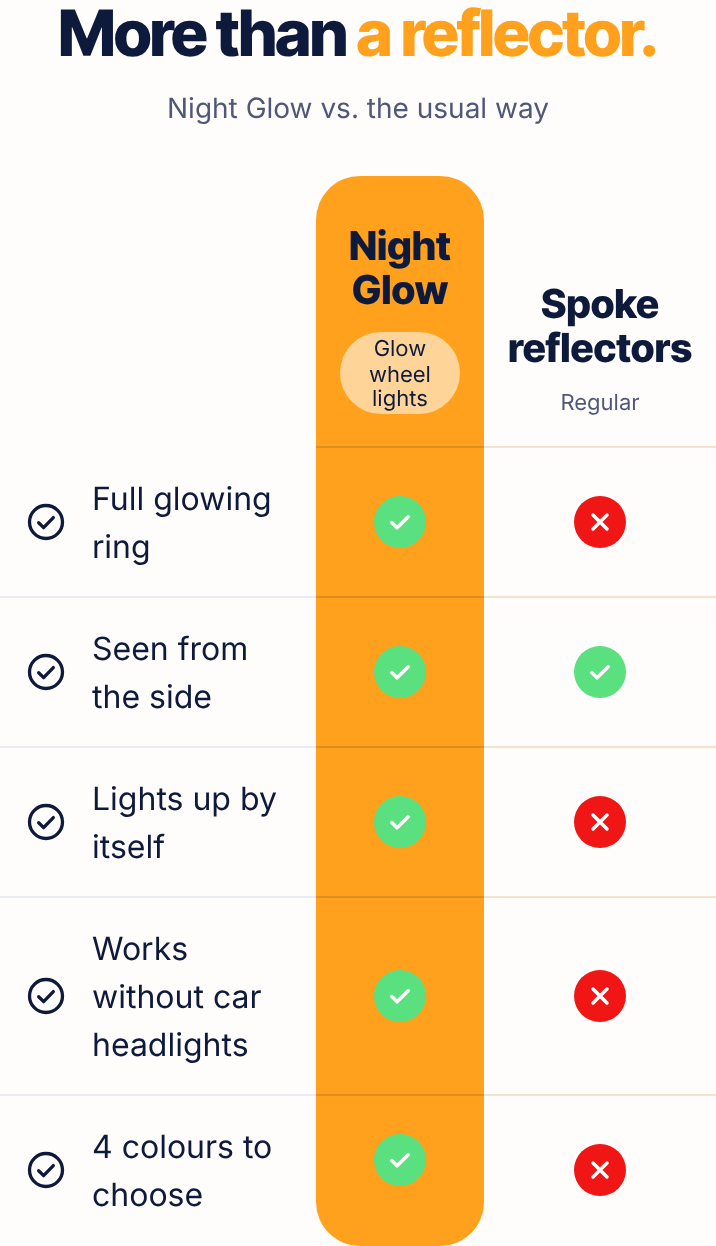 More than a reflector.
Night Glow vs. the usual way
Night
Glow
Glow
wheel
lights
Spoke
reflectors
Regular
Full glowing
ring
Seen from
the side
Lights up by
itself
Works
without car
headlights
4 colours to
choose